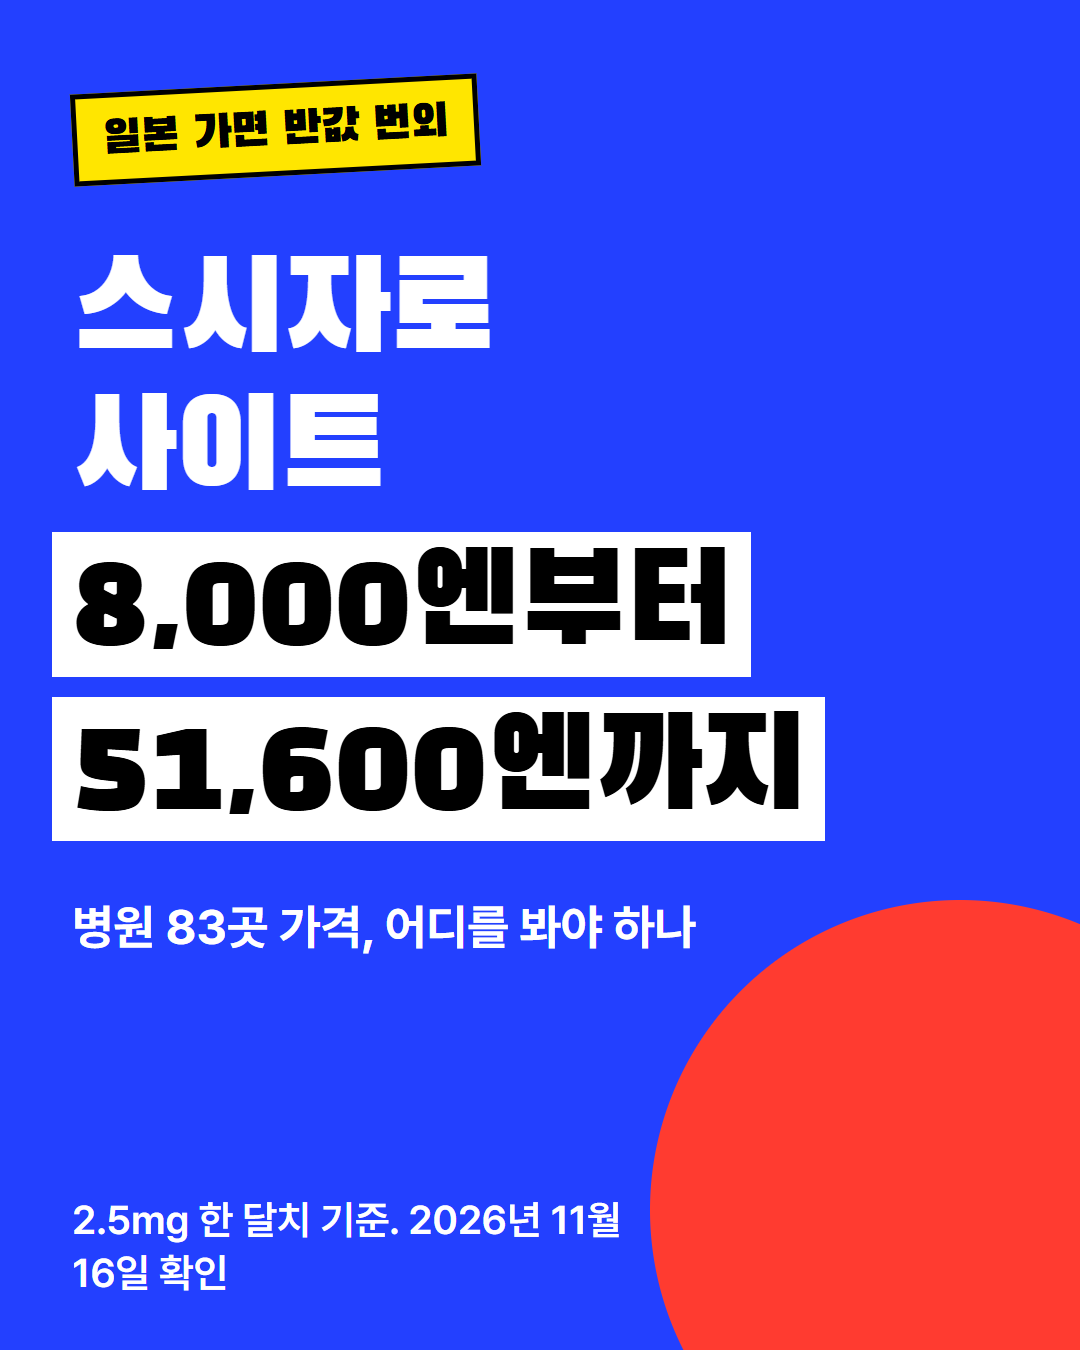 일본 가면 반값 번외
스시자로
사이트
8,000엔부터
51,600엔까지
병원 83곳 가격, 어디를 봐야 하나
2.5mg 한 달치 기준. 2026년 11월
16일 확인